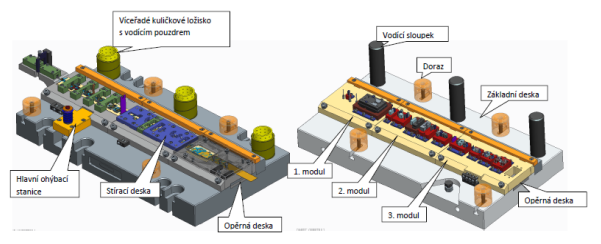 Víceřadé kuličkové ložisko
s vodícím pouzdrem
Hlavní ohýbací
stanice
Stírací deska
Opěrná deska
Vodící sloupek
Doraz
Základní deska
1. modul
2. modul
3. modul
Opěrná deska